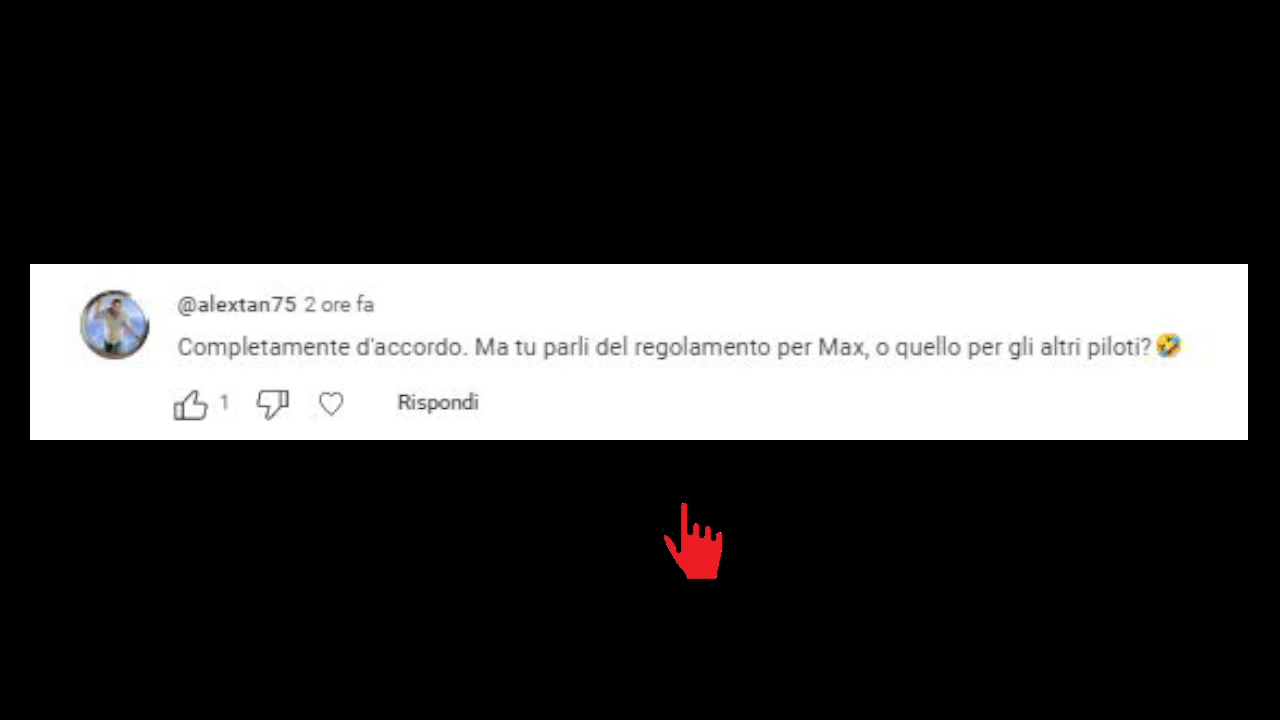 @alextan75 2 ore fa
Completamente d'accordo. Ma tu parli del regolamento per Max, o quello per gli altri piloti?🤣
1 Rispondi